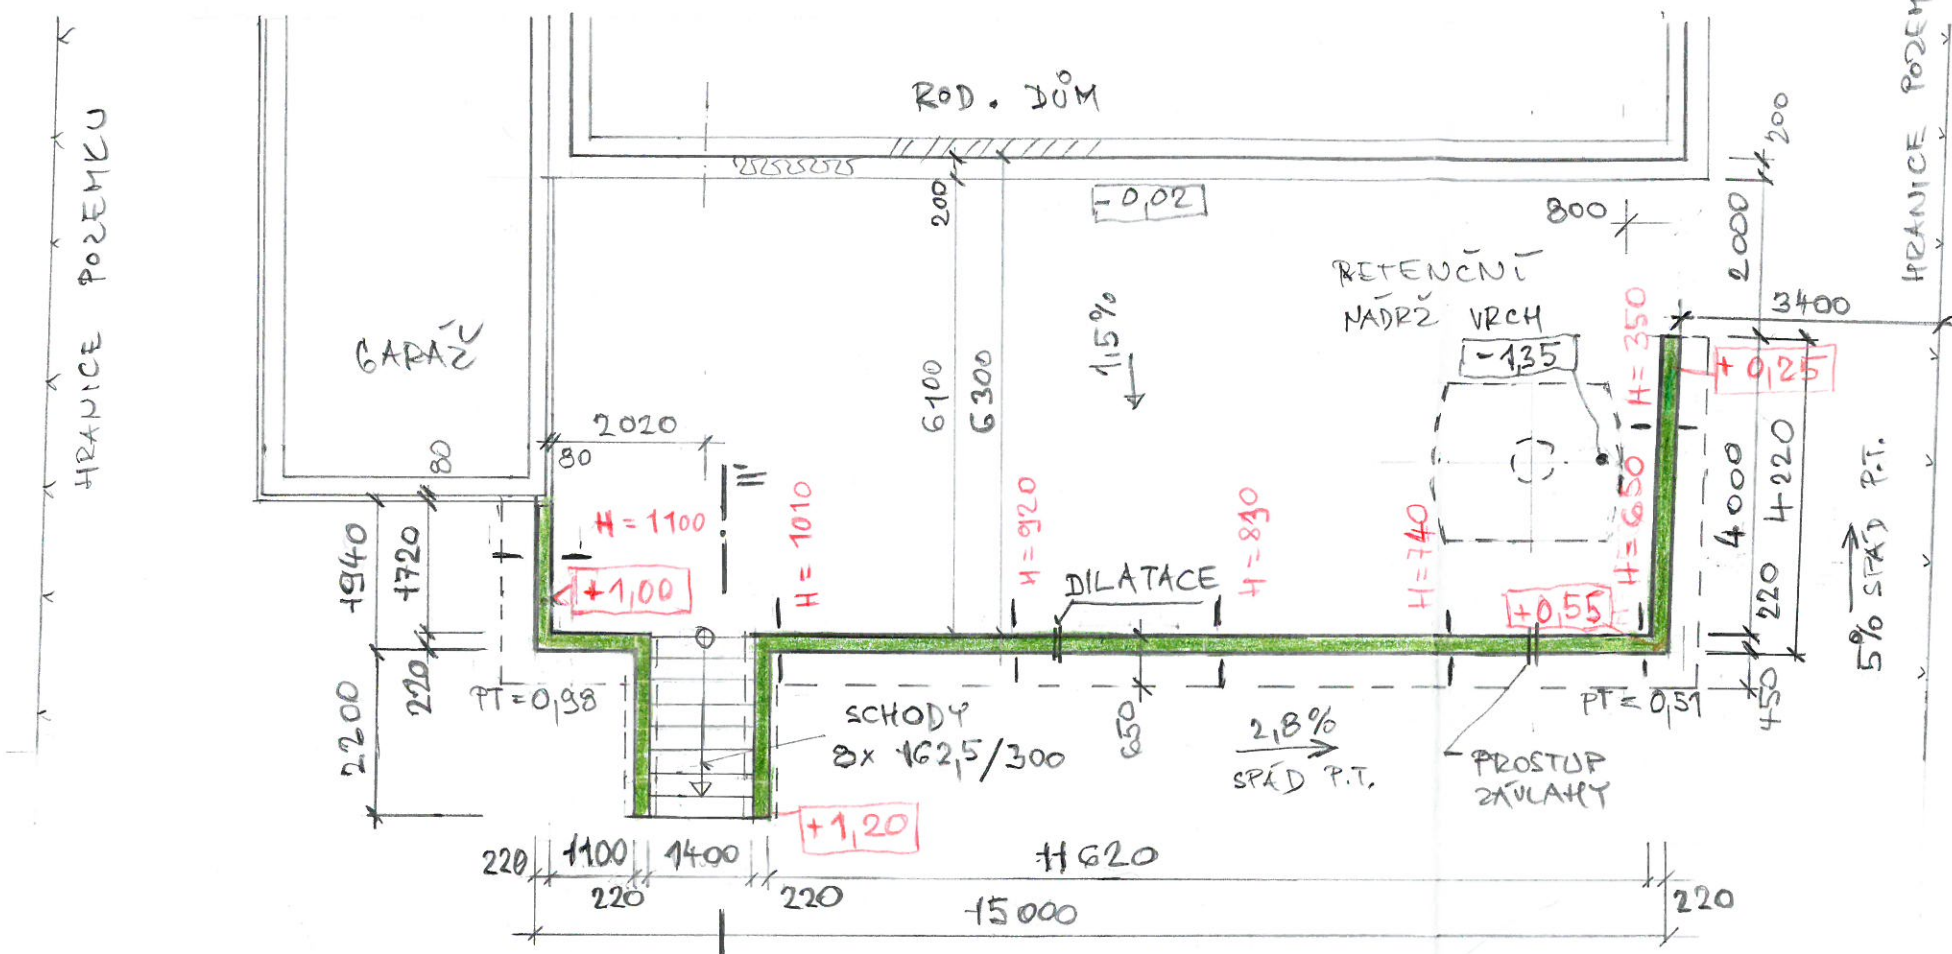 HRANICE POZEMKU
ROD. DŮM
HRANICE POZEM
200
200
-0,02
800
2000
RETENČNÍ
NÁDRŽ VRCH
-1,35
3400
+0,25
H=350
GARÁŽ
1,5%
6100
6300
2020
80
80
H=1100
H=1010
H=920
H=830
H=740
H=650
4000
4220
5% SPÁD P.T.
1940
1720
+1,00
DILATACE
+0,55
220
220
2200
PT=0,98
SCHODY
8x 162,5/300
650
2,8%
SPÁD P.T.
PT=0,51
450
PROSTUP
ZÁVLAHY
+1,20
220
1100
1400
11620
220
220
15000
220